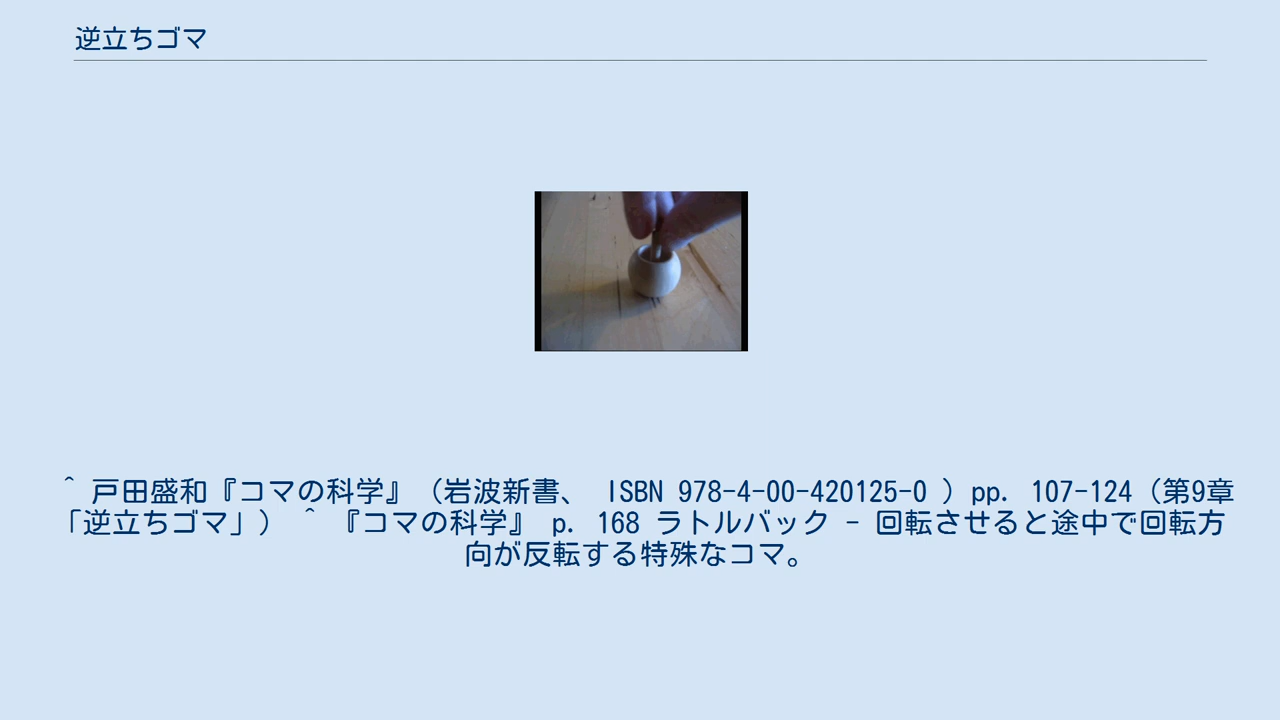 逆立ちゴマ
^ 戸田盛和『コマの科学』（岩波新書、 ISBN 978-4-00-420125-0 ）pp. 107-124（第9章
「逆立ちゴマ」） ^ 『コマの科学』 p. 168 ラトルバック - 回転させると途中で回転方
向が反転する特殊なコマ。